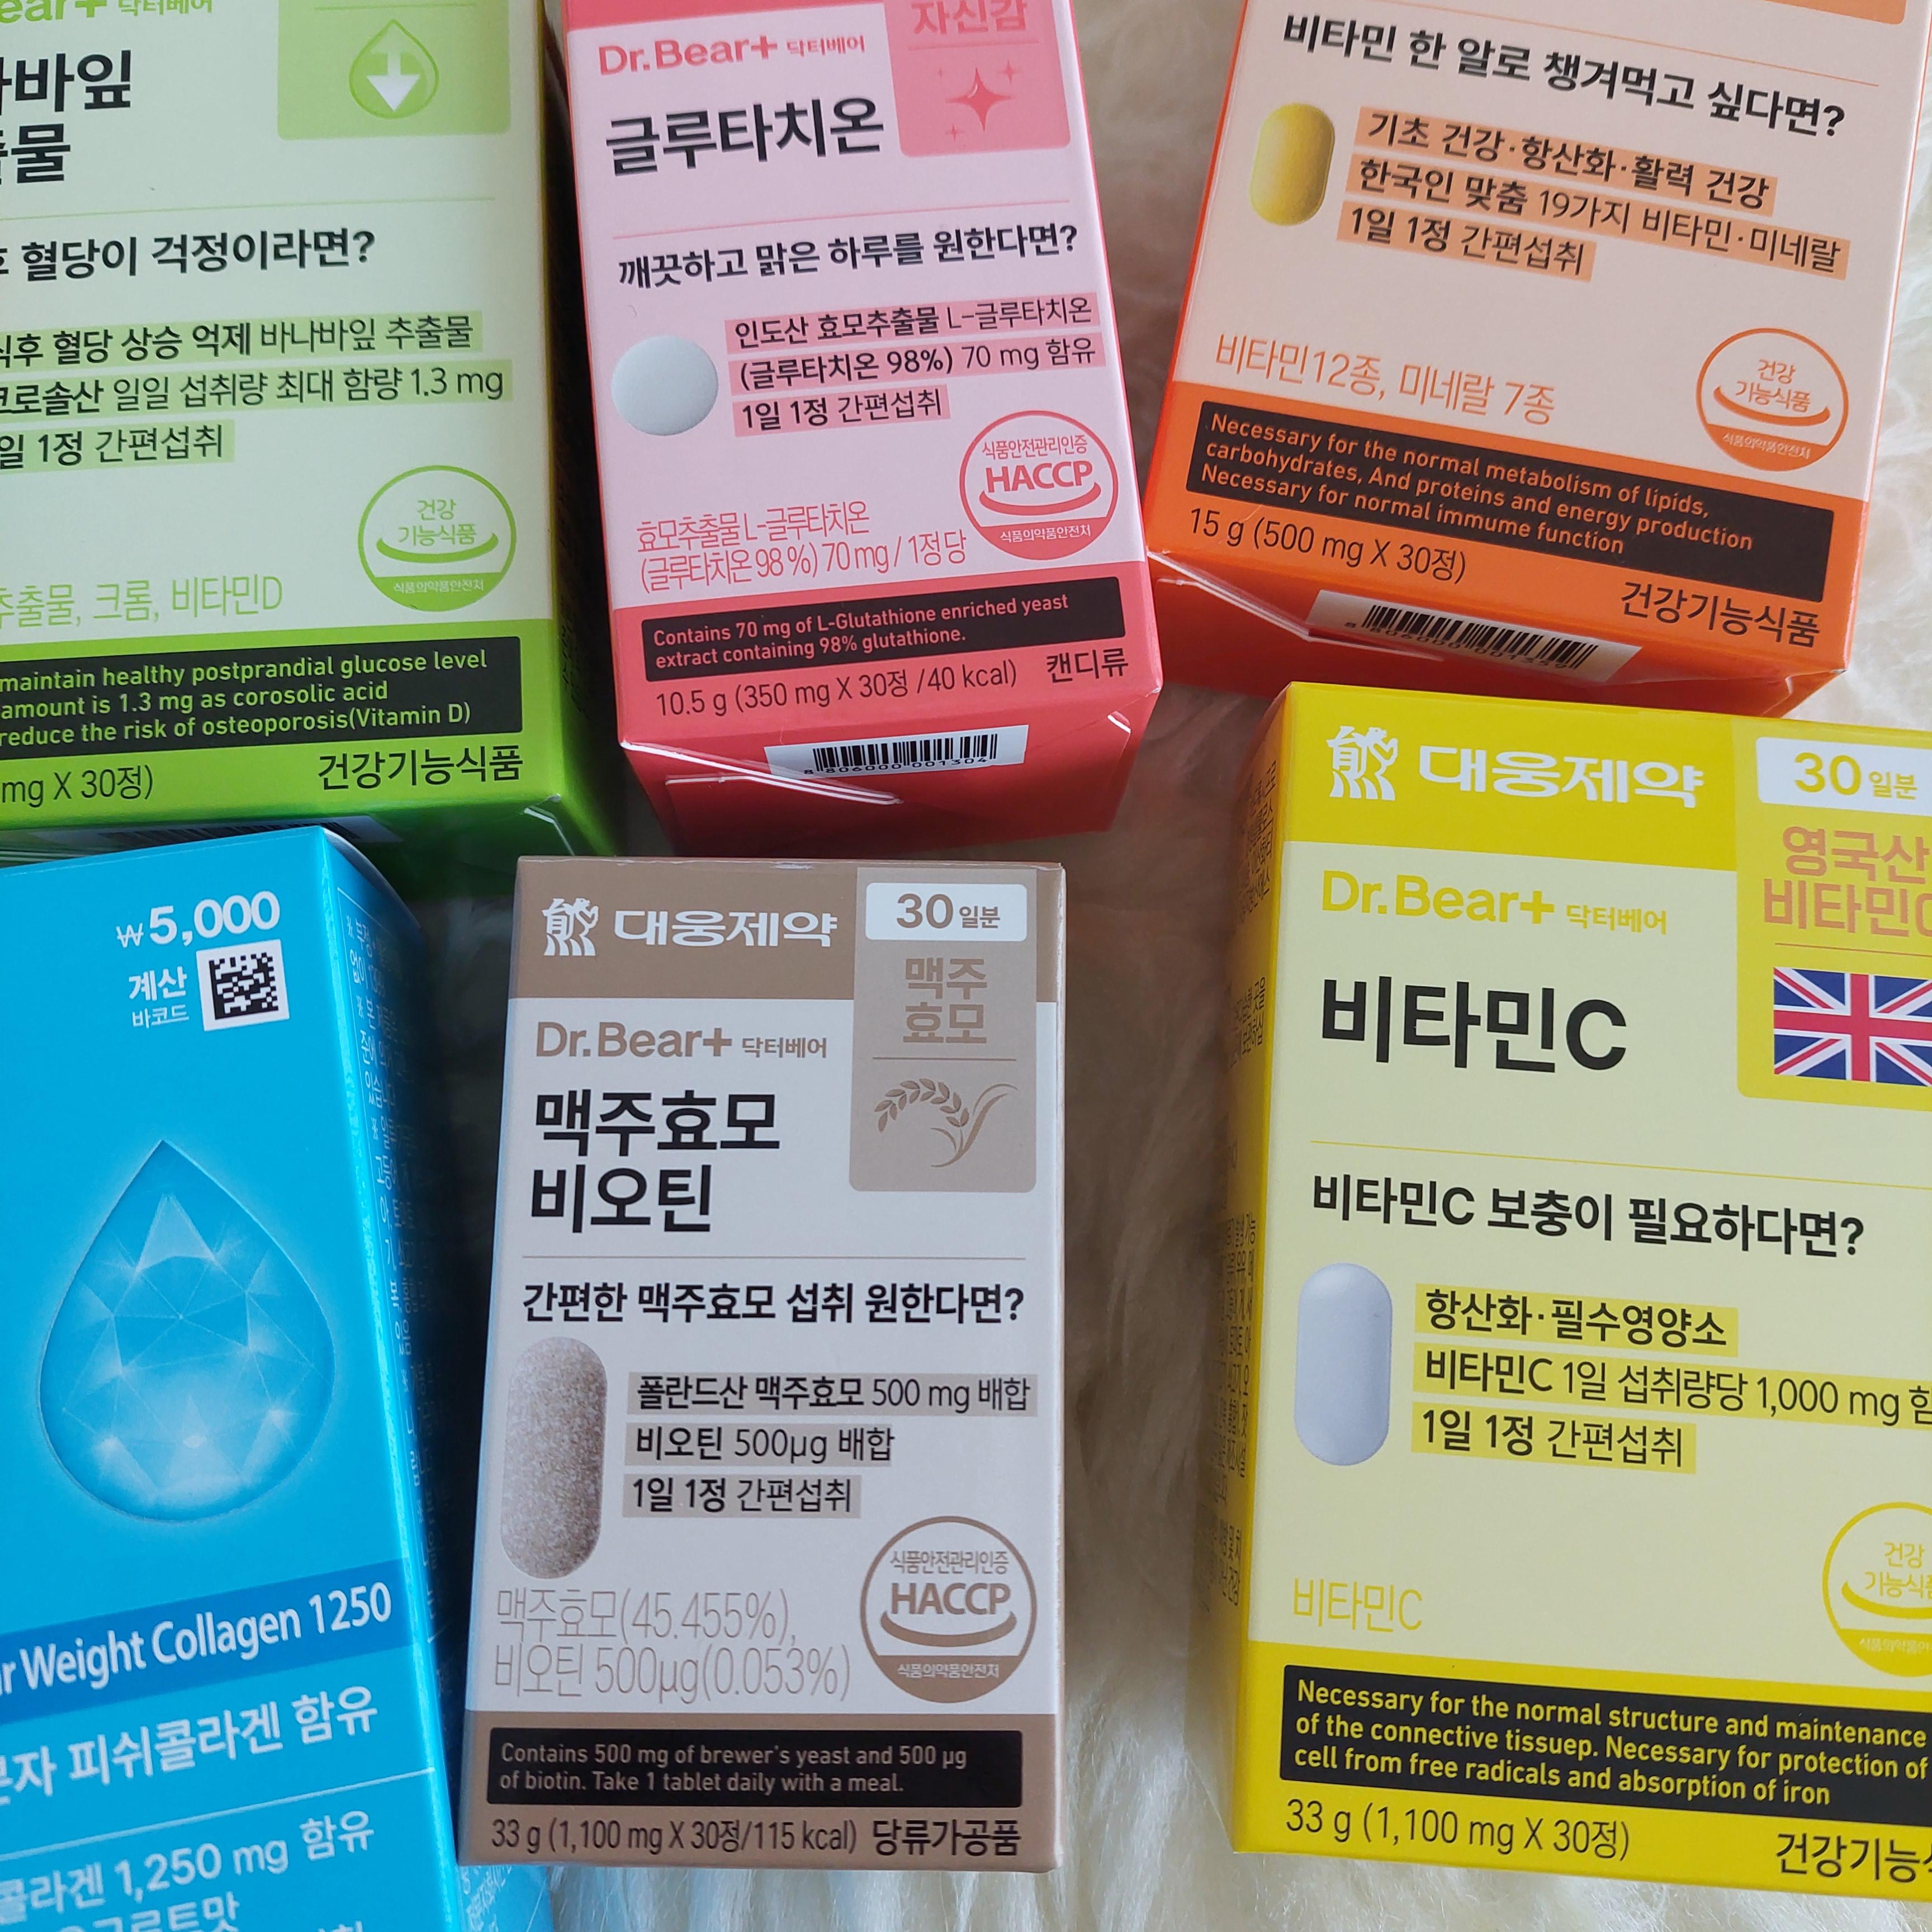 닥터베어
바잎
물
혈당이 걱정이라면?
식후 혈당 상승 억제 바나바잎 추출물
코로솔산 일일 섭취량 최대 함량 1.3 mg
1일 1정 간편섭취
건강
기능식품
식품의약품안전처
추출물, 크롬, 비타민D
maintain healthy postprandial glucose level
amount is 1.3 mg as corosolic acid
reduce the risk of osteoporosis(Vitamin D)
mg X 30정)
건강기능식품
자신감
Dr.Bear+ 닥터베어
글루타치온
깨끗하고 맑은 하루를 원한다면?
인도산 효모추출물 L-글루타치온
(글루타치온 98%) 70 mg 함유
1일 1정 간편섭취
식품안전관리인증
HACCP
식품의약품안전처
효모추출물 L-글루타치온
(글루타치온 98 %) 70 mg / 1정 당
Contains 70 mg of L-Glutathione enriched yeast
extract containing 98% glutathione.
10.5 g (350 mg X 30정 /40 kcal)
캔디류
8 806000 001304
비타민 한 알로 챙겨먹고 싶다면?
기초 건강·항산화·활력 건강
한국인 맞춤 19가지 비타민·미네랄
1일 1정 간편섭취
비타민12종, 미네랄 7종
건강
기능식품
식품의약품안전처
Necessary for the normal metabolism of lipids,
carbohydrates, And proteins and energy production
Necessary for normal immume function
15 g (500 mg X 30정)
건강기능식품
₩5,000
계산
바코드
Weight Collagen 1250
분자 피쉬콜라겐 함유
콜라겐 1,250 mg 함유
대웅제약
30일분
맥주
효모
Dr.Bear+ 닥터베어
맥주효모
비오틴
간편한 맥주효모 섭취 원한다면?
폴란드산 맥주효모 500 mg 배합
비오틴 500μg 배합
1일 1정 간편섭취
식품안전관리인증
HACCP
식품의약품안전처
맥주효모(45.455%),
비오틴 500μg(0.053%)
Contains 500 mg of brewer's yeast and 500 μg
of biotin. Take 1 tablet daily with a meal.
33 g (1,100 mg X 30정/115 kcal)
당류가공품
대웅제약
30일분
영국산
비타민C
Dr.Bear+ 닥터베어
비타민C
비타민C 보충이 필요하다면?
항산화·필수영양소
비타민C 1일 섭취량당 1,000 mg 함
1일 1정 간편섭취
건강
기능식품
비타민C
Necessary for the normal structure and maintenance
of the connective tissuep. Necessary for protection of
cell from free radicals and absorption of iron
33 g (1,100 mg X 30정)
건강기능